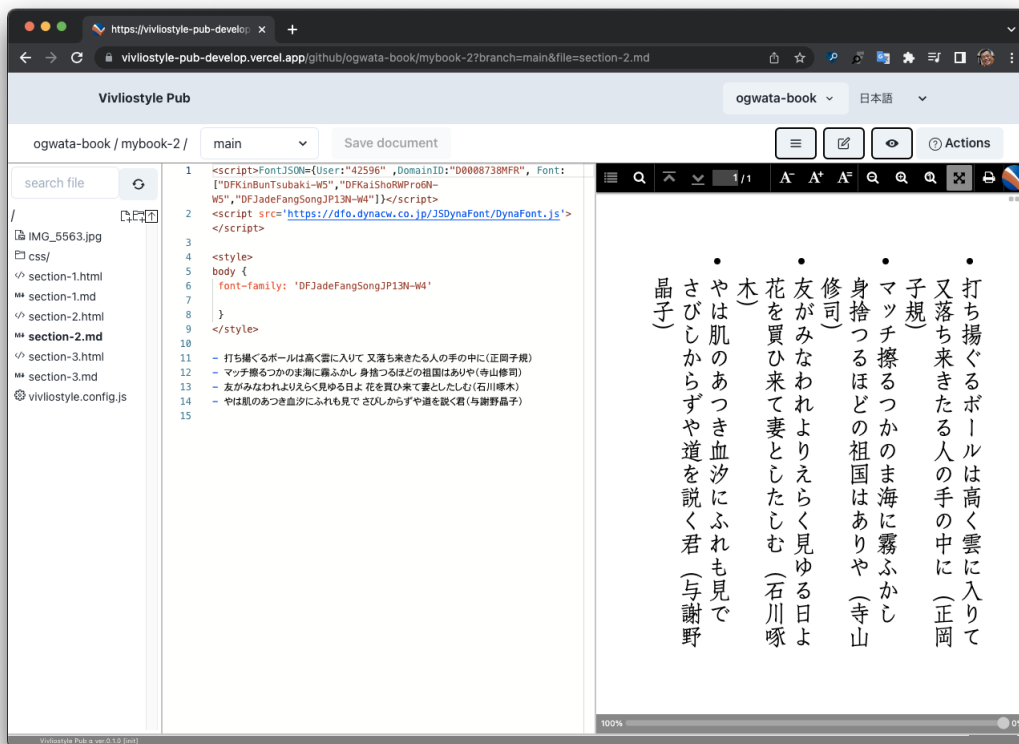 https://vivliostyle-pub-develop
vivliostyle-pub-develop.vercel.app/github/ogwata-book/mybook-2?branch=main&file=section-2.md
Vivliostyle Pub
ogwata-book
日本語
ogwata-book / mybook-2 /
main
Save document
Actions
search file
/
IMG_5563.jpg
css/
section-1.html
section-1.md
section-2.html
section-2.md
section-3.html
section-3.md
vivliostyle.config.js
1 <script>FontJSON={User:"42596" ,DomainID:"D0008738MFR", Font:
["DFKinBunTsubaki-W5","DFKaiShoRWPro6N-
W5","DFJadeFangSongJP13N-W4"]}</script>
2 <script src='https://dfo.dynacw.co.jp/JSDynaFont/DynaFont.js'>
</script>
3
4 <style>
5 body {
6 font-family: 'DFJadeFangSongJP13N-W4'
7
8 }
9 </style>
10
11 - 打ち揚ぐるボールは高く雲に入りて 又落ち来きたる人の手の中に(正岡子規)
12 - マッチ擦るつかのま海に霧ふかし 身捨つるほどの祖国はありや(寺山修司)
13 - 友がみなわれよりえらく見ゆる日よ 花を買ひ来て妻としたしむ(石川啄木)
14 - やは肌のあつき血汐にふれも見で さびしからずや道を説く君(与謝野晶子)
15
1 / 1
A- A+ A=
• 打ち揚ぐるボールは高く雲に入りて
又落ち来きたる人の手の中に(正岡
子規)
• マッチ擦るつかのま海に霧ふかし
身捨つるほどの祖国はありや(寺山
修司)
• 友がみなわれよりえらく見ゆる日よ
花を買ひ来て妻としたしむ(石川啄
木)
• やは肌のあつき血汐にふれも見で
さびしからずや道を説く君(与謝野
晶子)
100%
0%
Vivliostyle Pub α ver.0.1.0 [init]